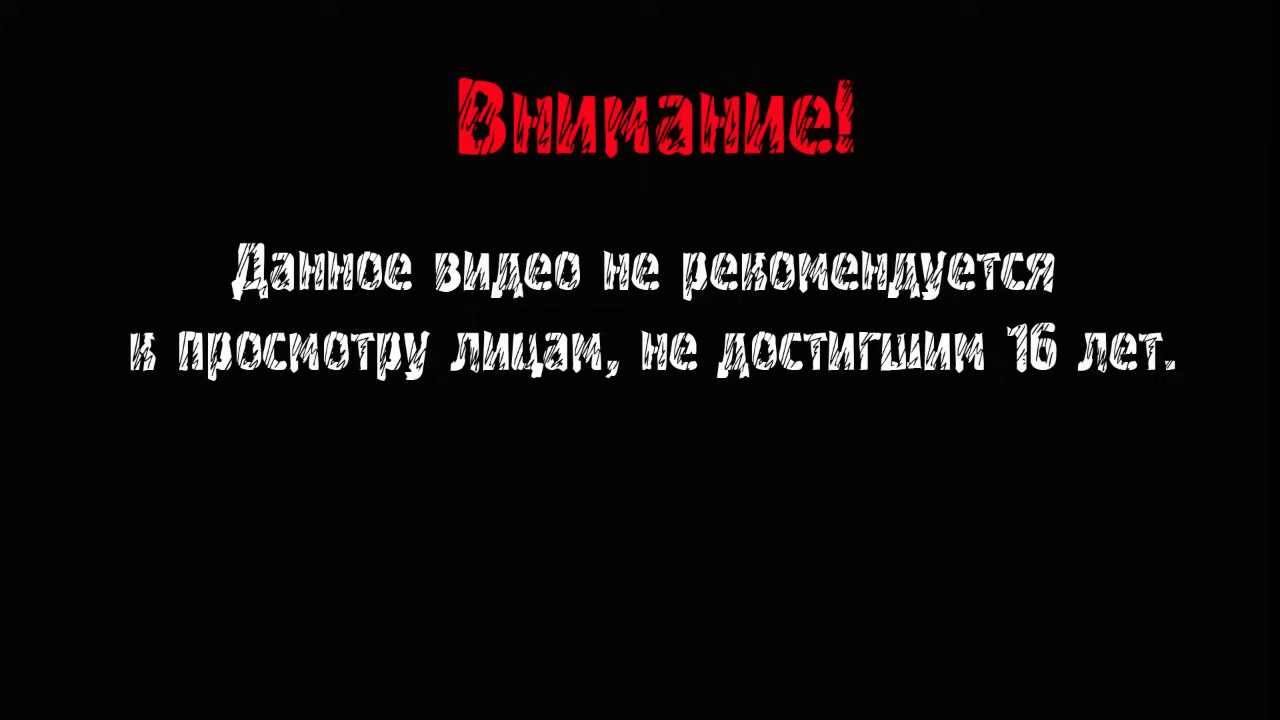 Внимание!
Данное видео не рекомендуется
к просмотру лицам, не достигшим 16 лет.